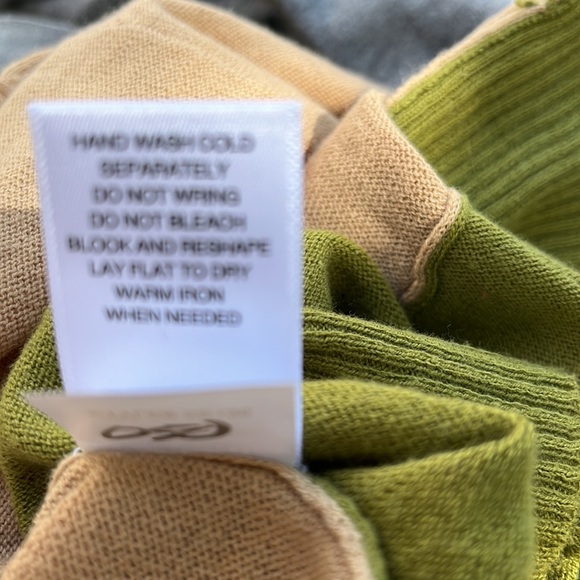 HAND WASH COLD
SEPARATELY
DO NOT WRING
DO NOT BLEACH
BLOOK AND RESHAPE
LAY FLAT TO DRY
WARM IRON
WHEN NEEDED